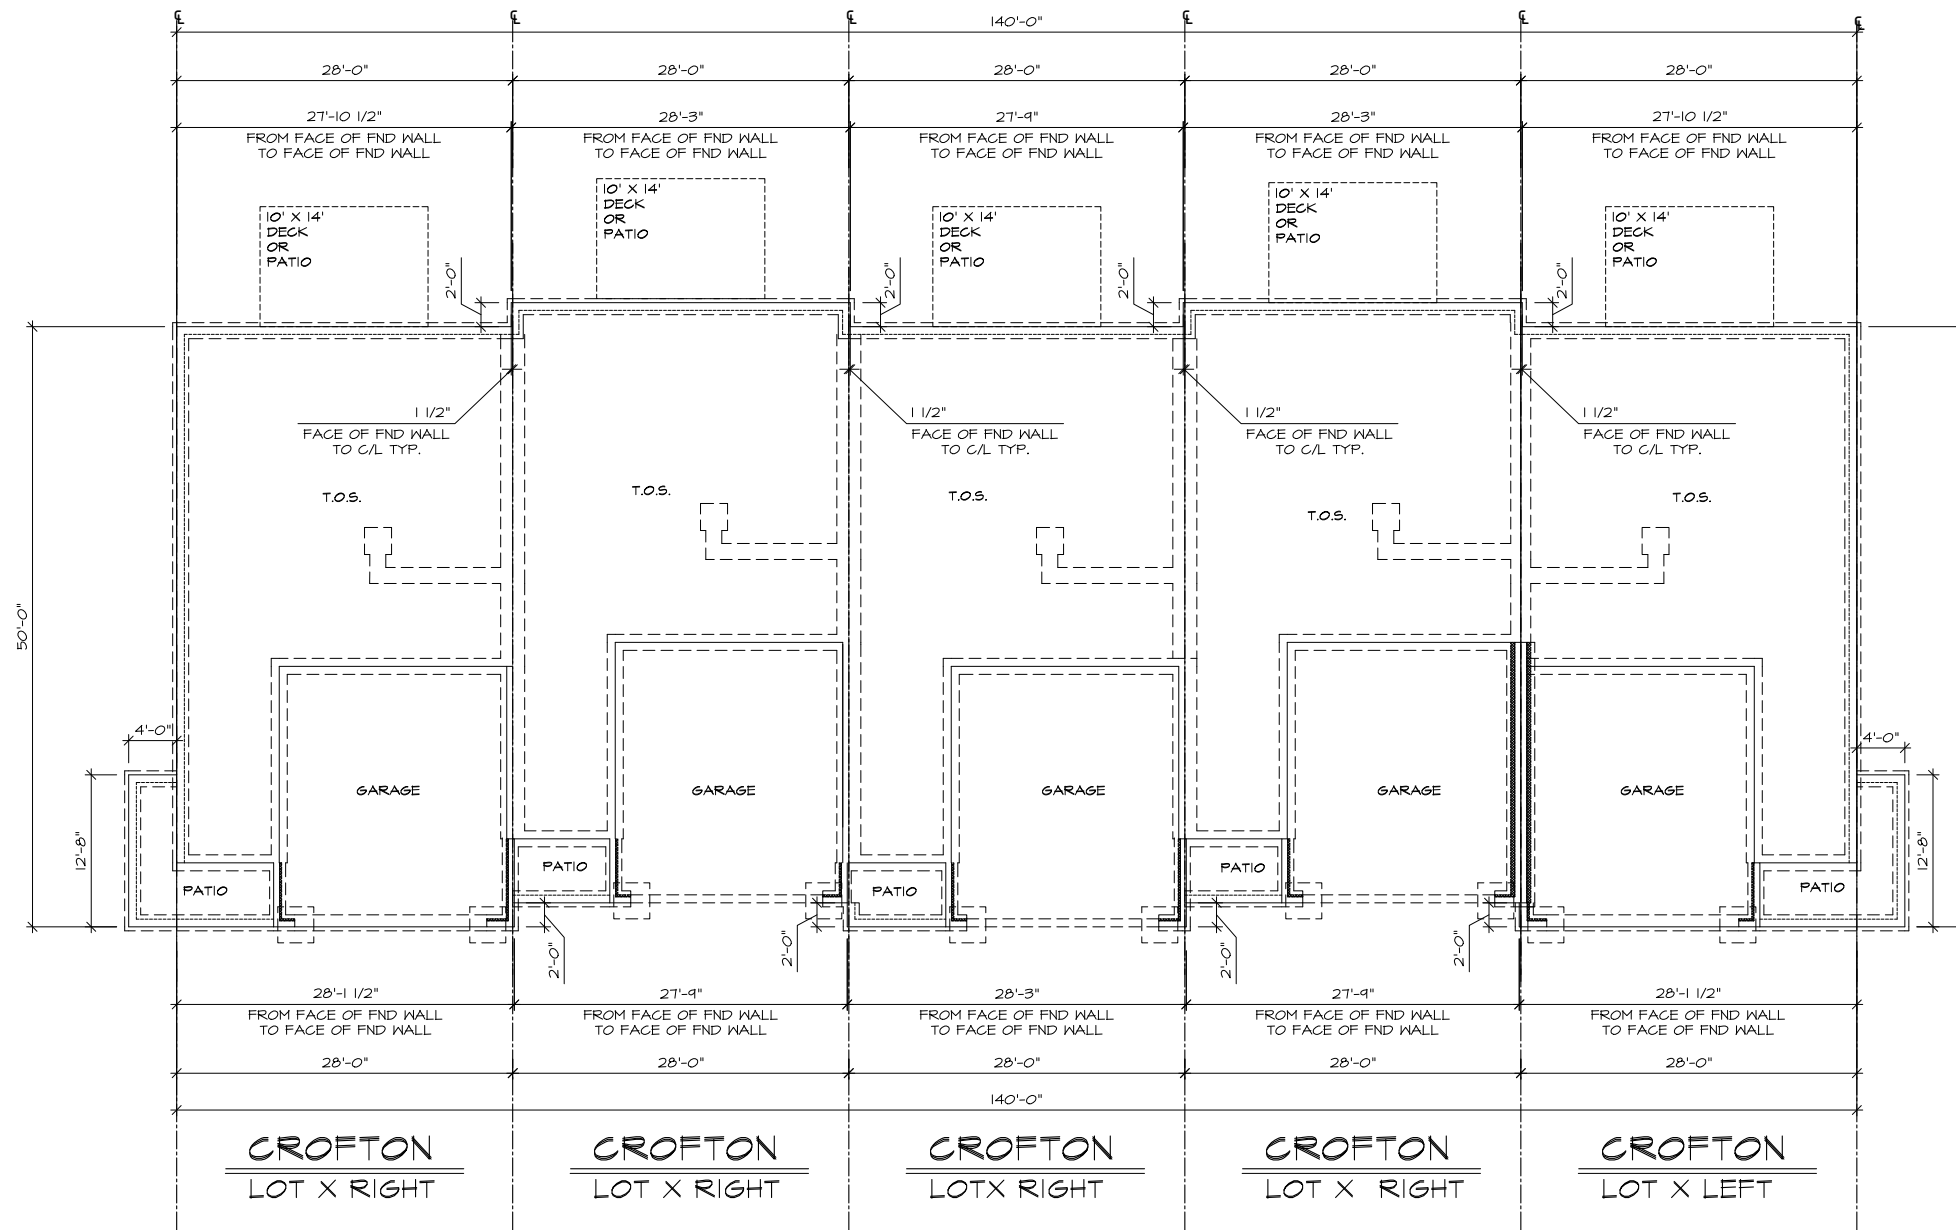 ℄ ℄ ℄ ℄ ℄ ℄
140'-0"
28'-0" 28'-0" 28'-0" 28'-0" 28'-0"
27'-10 1/2" 28'-3" 27'-9" 28'-3" 27'-10 1/2"
FROM FACE OF FND WALL FROM FACE OF FND WALL FROM FACE OF FND WALL FROM FACE OF FND WALL FROM FACE OF FND WALL
TO FACE OF FND WALL TO FACE OF FND WALL TO FACE OF FND WALL TO FACE OF FND WALL TO FACE OF FND WALL
10' X 14'
DECK
OR
PATIO
10' X 14'
DECK
OR
PATIO
10' X 14'
DECK
OR
PATIO
10' X 14'
DECK
OR
PATIO
10' X 14'
DECK
OR
PATIO
2'-0" 2'-0" 2'-0" 2'-0"
1 1/2" 1 1/2" 1 1/2" 1 1/2"
FACE OF FND WALL FACE OF FND WALL FACE OF FND WALL FACE OF FND WALL
TO C/L TYP. TO C/L TYP. TO C/L TYP. TO C/L TYP.
T.O.S. T.O.S. T.O.S. T.O.S. T.O.S.
50'-0"
4'-0" 4'-0"
GARAGE GARAGE GARAGE GARAGE GARAGE
12'-8" 12'-8"
PATIO PATIO PATIO PATIO PATIO
2'-0" 2'-0" 2'-0" 2'-0"
28'-1 1/2" 27'-9" 28'-3" 27'-9" 28'-1 1/2"
FROM FACE OF FND WALL FROM FACE OF FND WALL FROM FACE OF FND WALL FROM FACE OF FND WALL FROM FACE OF FND WALL
TO FACE OF FND WALL TO FACE OF FND WALL TO FACE OF FND WALL TO FACE OF FND WALL TO FACE OF FND WALL
28'-0" 28'-0" 28'-0" 28'-0" 28'-0"
140'-0"
CROFTON CROFTON CROFTON CROFTON CROFTON
LOT X RIGHT LOT X RIGHT LOTX RIGHT LOT X RIGHT LOT X LEFT